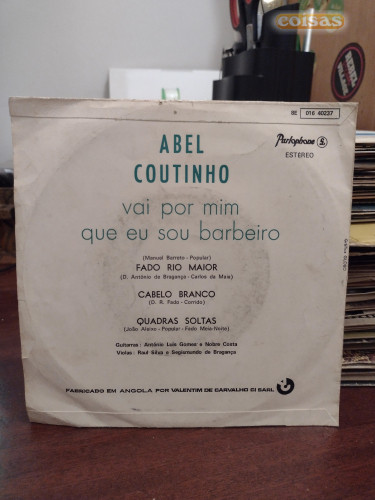 coisas
8E 016 40237
Parlophone
ESTEREO
ABEL
COUTINHO
vai por mim
que eu sou barbeiro
(Manuel Barreto - Popular)
FADO RIO MAIOR
(D. António de Bragança - Carlos da Maia)
CABELO BRANCO
(D. R. Fado - Corrido)
QUADRAS SOLTAS
(João Aleixo - Popular - Fado Meia-Noite)
Guitarras : António Luís Gomes e Nobre Costa
Violas: Raul Silva e Segismundo de Bragança
FABRICADO EM ANGOLA POR VALENTIM DE CARVALHO CI SARL